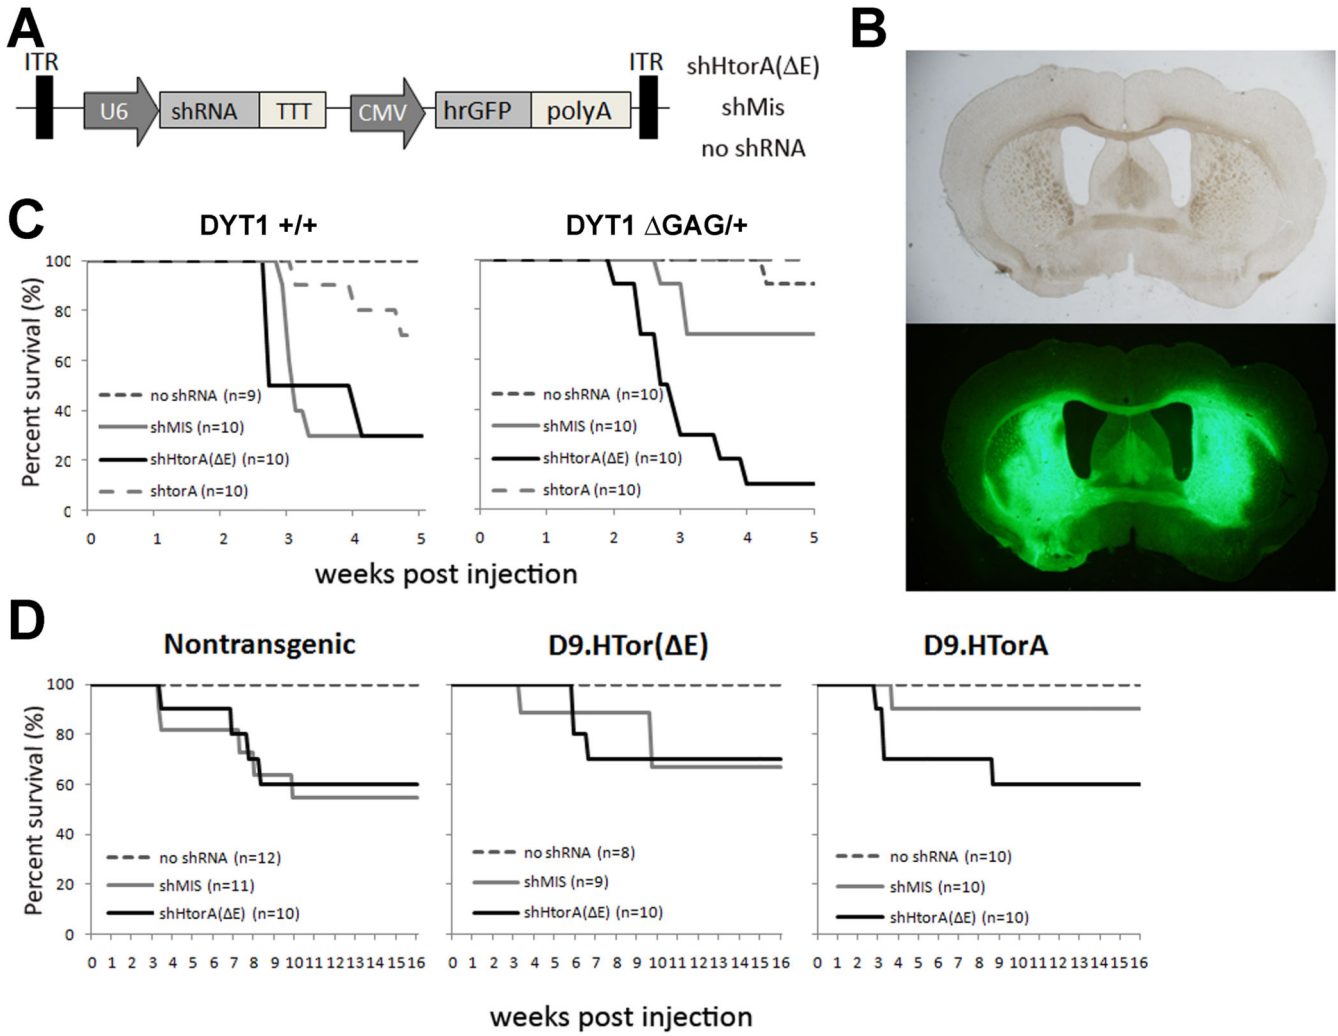 A
B
ITR
ITR
U6
shRNA
TTT
CMV
hrGFP
polyA
shHtorA(ΔE)
shMis
no shRNA
C
DYT1 +/+
DYT1 ΔGAG/+
Percent survival (%)
100
80
60
40
20
0
no shRNA (n=9)
shMIS (n=10)
shHtorA(ΔE) (n=10)
shtorA (n=10)
0 1 2 3 4 5
no shRNA (n=10)
shMIS (n=10)
shHtorA(ΔE) (n=10)
shtorA (n=10)
0 1 2 3 4 5
weeks post injection
D
Nontransgenic
D9.HTor(ΔE)
D9.HTorA
Percent survival (%)
100
80
60
40
20
0
no shRNA (n=12)
shMIS (n=11)
shHtorA(ΔE) (n=10)
0 1 2 3 4 5 6 7 8 9 10 11 12 13 14 15 16
no shRNA (n=8)
shMIS (n=9)
shHtorA(ΔE) (n=10)
0 1 2 3 4 5 6 7 8 9 10 11 12 13 14 15 16
no shRNA (n=10)
shMIS (n=10)
shHtorA(ΔE) (n=10)
0 1 2 3 4 5 6 7 8 9 10 11 12 13 14 15 16
weeks post injection